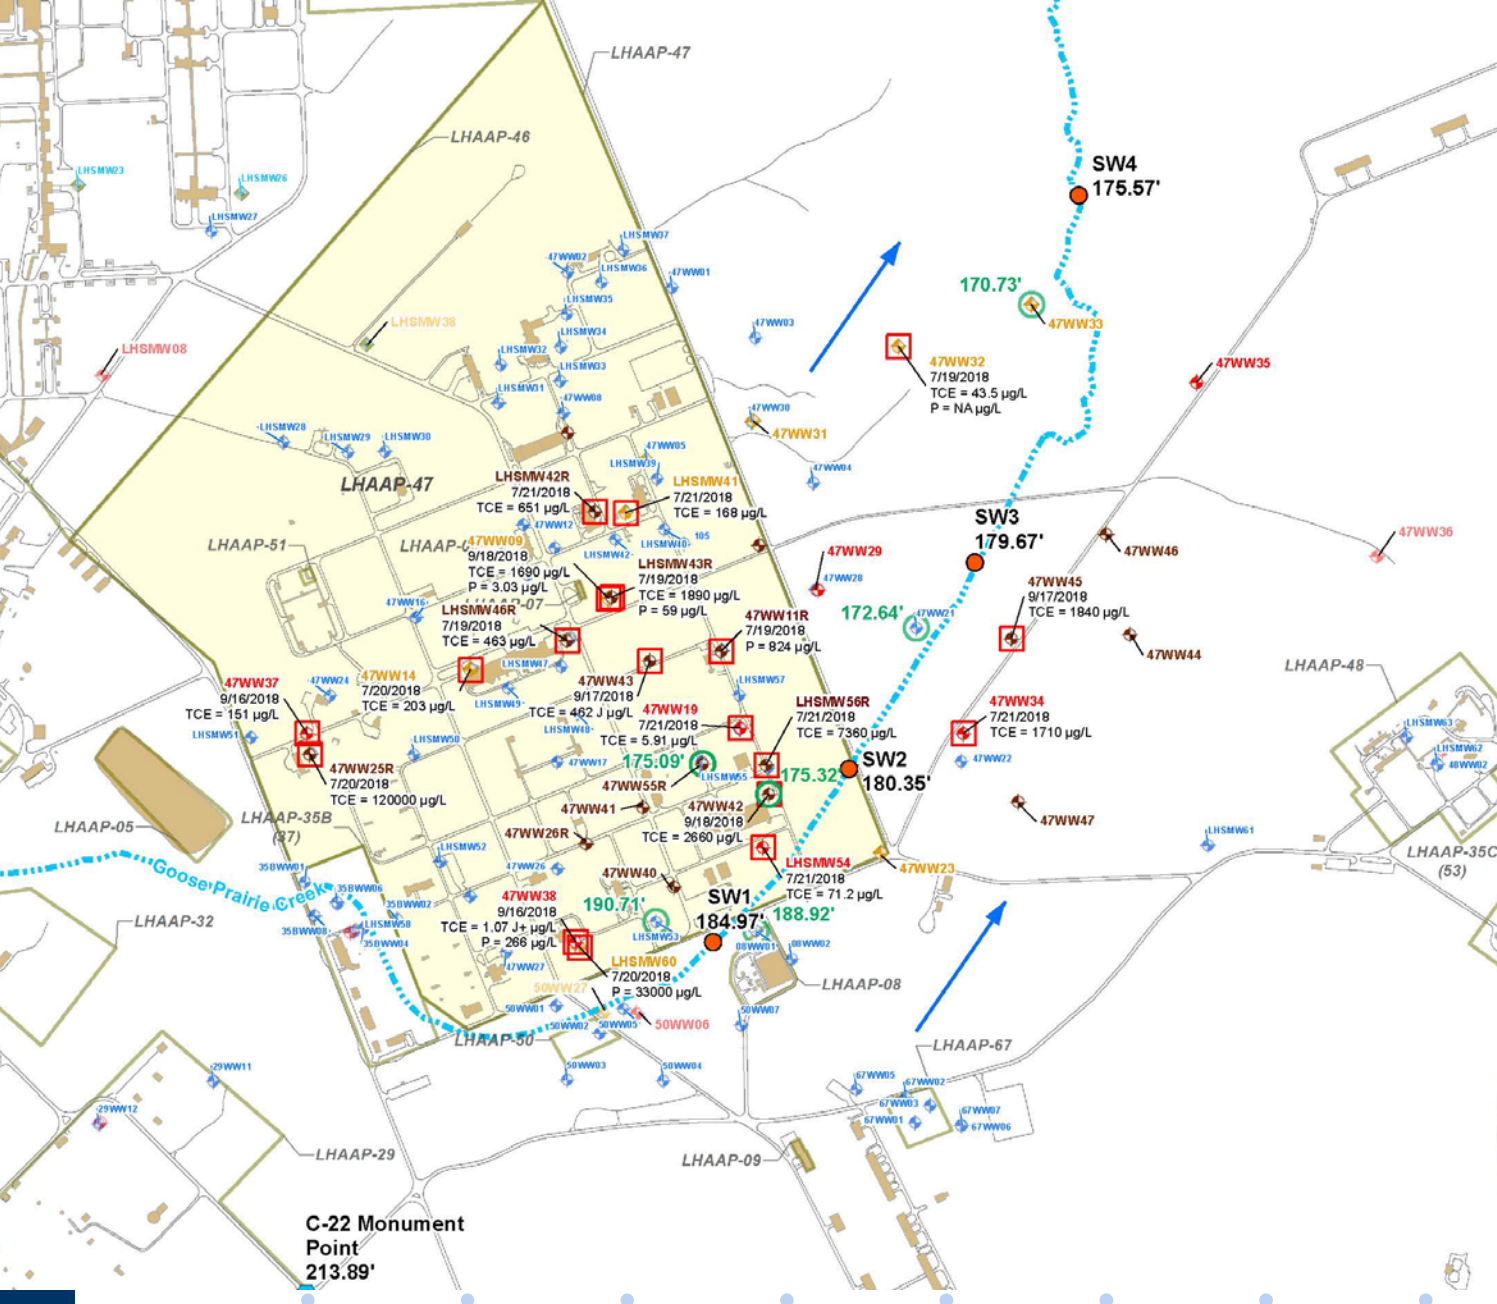 LHAAP-47
LHAAP-46
SW4
175.57'
LHSMW23
LHSMW26
LHSMW27
LHSMW37
47WW02
LHSMW36
47WW01
170.73'
47WW33
LHSMW35
LHSMW38
LHSMW34
47WW03
LHSMW08
LHSMW32
LHSMW33
47WW32
7/19/2018
TCE = 43.5 µg/L
P = NA µg/L
47WW35
LHSMW31
47WW08
47WW30
47WW31
LHSMW28
LHSMW29
LHSMW30
47WW05
LHSMW39
47WW04
LHAAP-47
LHSMW42R
7/21/2018
TCE = 651 µg/L
LHSMW41
7/21/2018
TCE = 168 µg/L
SW3
179.67'
47WW12
LHSMW42
LHSMW40
105
47WW36
47WW46
LHAAP-51
47WW09
9/18/2018
TCE = 1690 µg/L
P = 3.03 µg/L
47WW29
47WW28
LHSMW43R
7/19/2018
TCE = 1890 µg/L
P = 59 µg/L
47WW45
9/17/2018
TCE = 1840 µg/L
47WW16
LHSMW46R
7/19/2018
TCE = 463 µg/L
47WW11R
7/19/2018
P = 824 µg/L
172.64'
47WW21
47WW44
LHAAP-48
LHSMW47
47WW37
9/16/2018
TCE = 151 µg/L
47WW24
47WW14
7/20/2018
TCE = 203 µg/L
47WW43
9/17/2018
TCE = 462 J µg/L
LHSMW57
LHSMW49
LHSMW48
47WW19
7/21/2018
TCE = 5.91 µg/L
LHSMW56R
7/21/2018
TCE = 7360 µg/L
47WW34
7/21/2018
TCE = 1710 µg/L
LHSMW63
LHSMW62
48WW02
LHSMW51
LHSMW50
47WW17
175.09'
LHSMW55
175.32'
SW2
180.35'
47WW22
47WW25R
7/20/2018
TCE = 120000 µg/L
47WW55R
47WW41
47WW42
9/18/2018
TCE = 2660 µg/L
47WW47
LHAAP-05
LHAAP-35B
(37)
47WW26R
LHSMW61
LHSMW52
47WW26
47WW40
LHSMW54
7/21/2018
TCE = 71.2 µg/L
47WW23
LHAAP-35C
(53)
Goose Prairie Creek
35BWW01
35BWW06
35BWW02
35BWW08
LHSMW58
35BWW04
LHAAP-32
47WW38
9/16/2018
TCE = 1.07 J+ µg/L
P = 266 µg/L
190.71'
LHSMW53
SW1
184.97'
188.92'
08WW01
08WW02
47WW27
LHSMW60
7/20/2018
P = 33000 µg/L
LHAAP-08
50WW27
50WW01
50WW02
50WW05
50WW06
50WW07
LHAAP-50
50WW03
50WW04
LHAAP-67
29WW11
67WW05
67WW02
67WW03
67WW07
67WW01
67WW06
29WW12
LHAAP-29
LHAAP-09
C-22 Monument
Point
213.89'